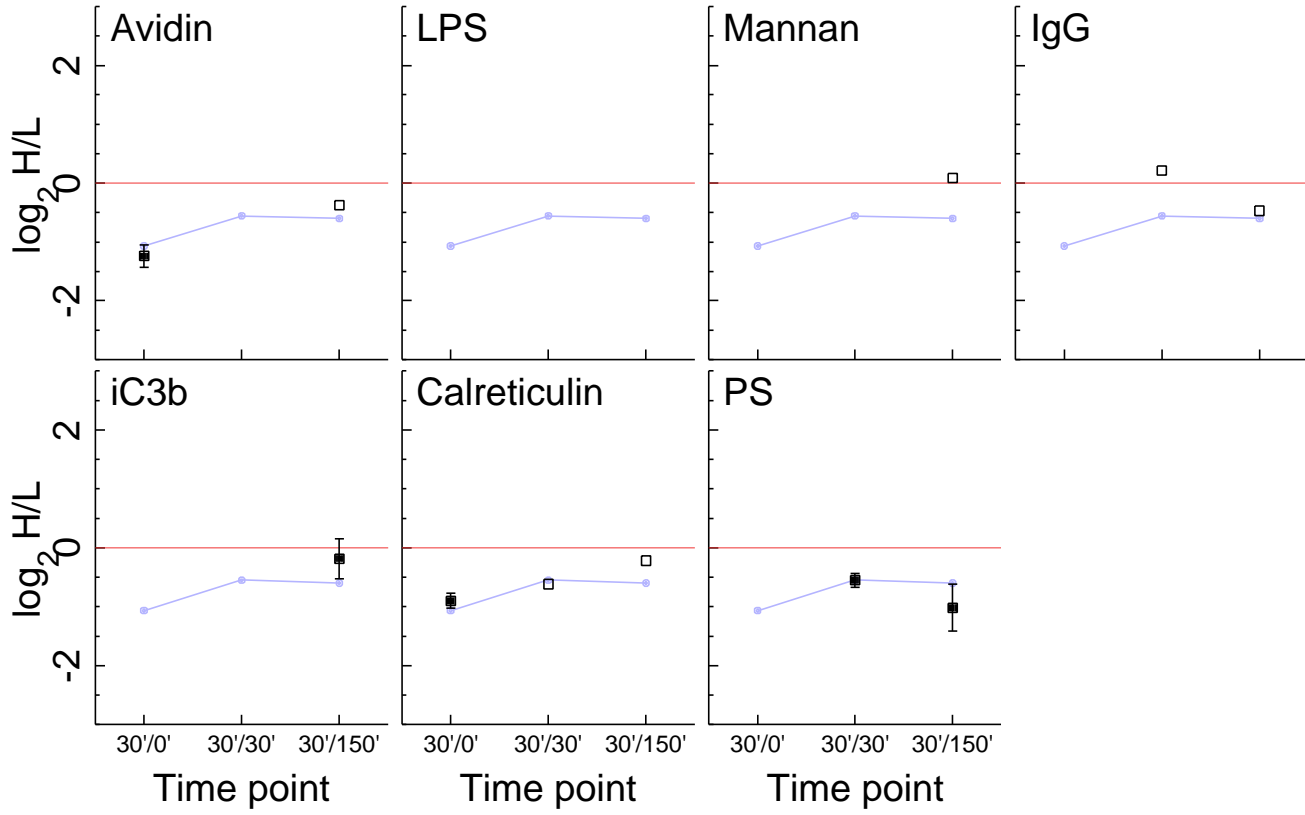 Avidin
LPS
Mannan
IgG
log2 H/L
2
0
-2
iC3b
Calreticulin
PS
log2 H/L
2
0
-2
30'/0' 30'/30' 30'/150'
30'/0' 30'/30' 30'/150'
30'/0' 30'/30' 30'/150'
Time point
Time point
Time point